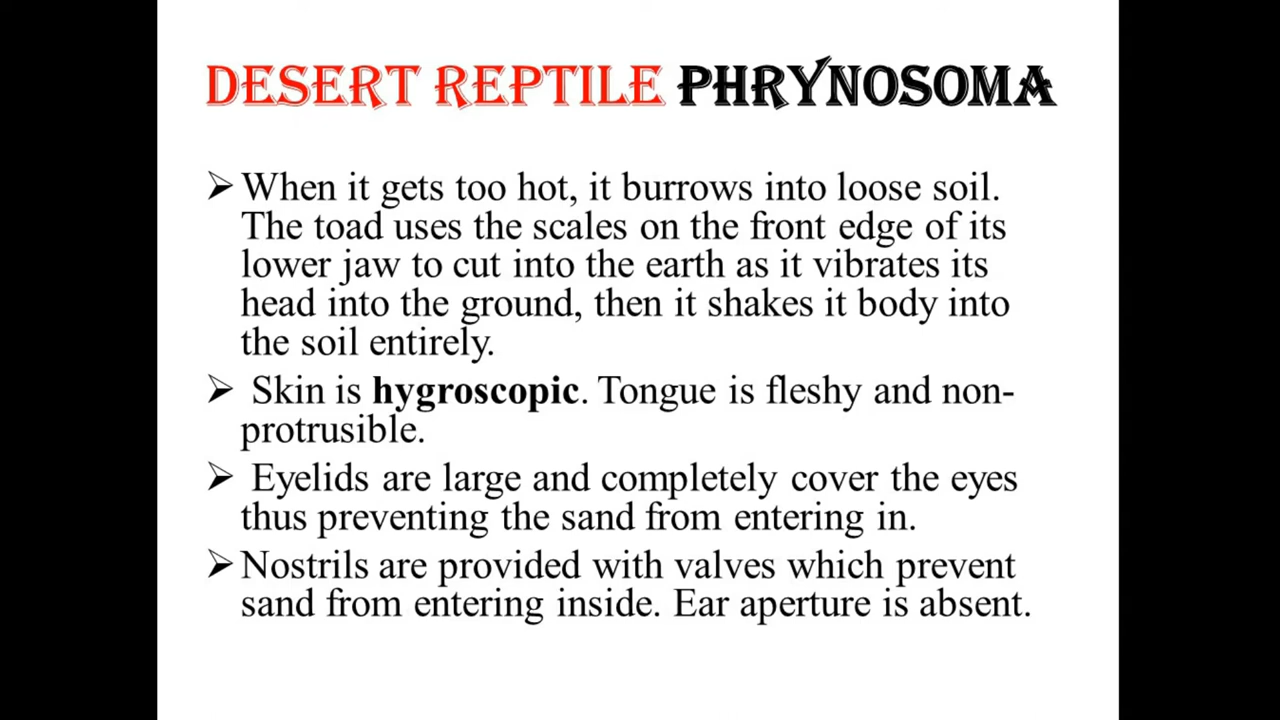 DESERT REPTILE PHRYNOSOMA
➢ When it gets too hot, it burrows into loose soil.
The toad uses the scales on the front edge of its
lower jaw to cut into the earth as it vibrates its
head into the ground, then it shakes it body into
the soil entirely.
➢ Skin is hygroscopic. Tongue is fleshy and non-
protrusible.
➢ Eyelids are large and completely cover the eyes
thus preventing the sand from entering in.
➢ Nostrils are provided with valves which prevent
sand from entering inside. Ear aperture is absent.